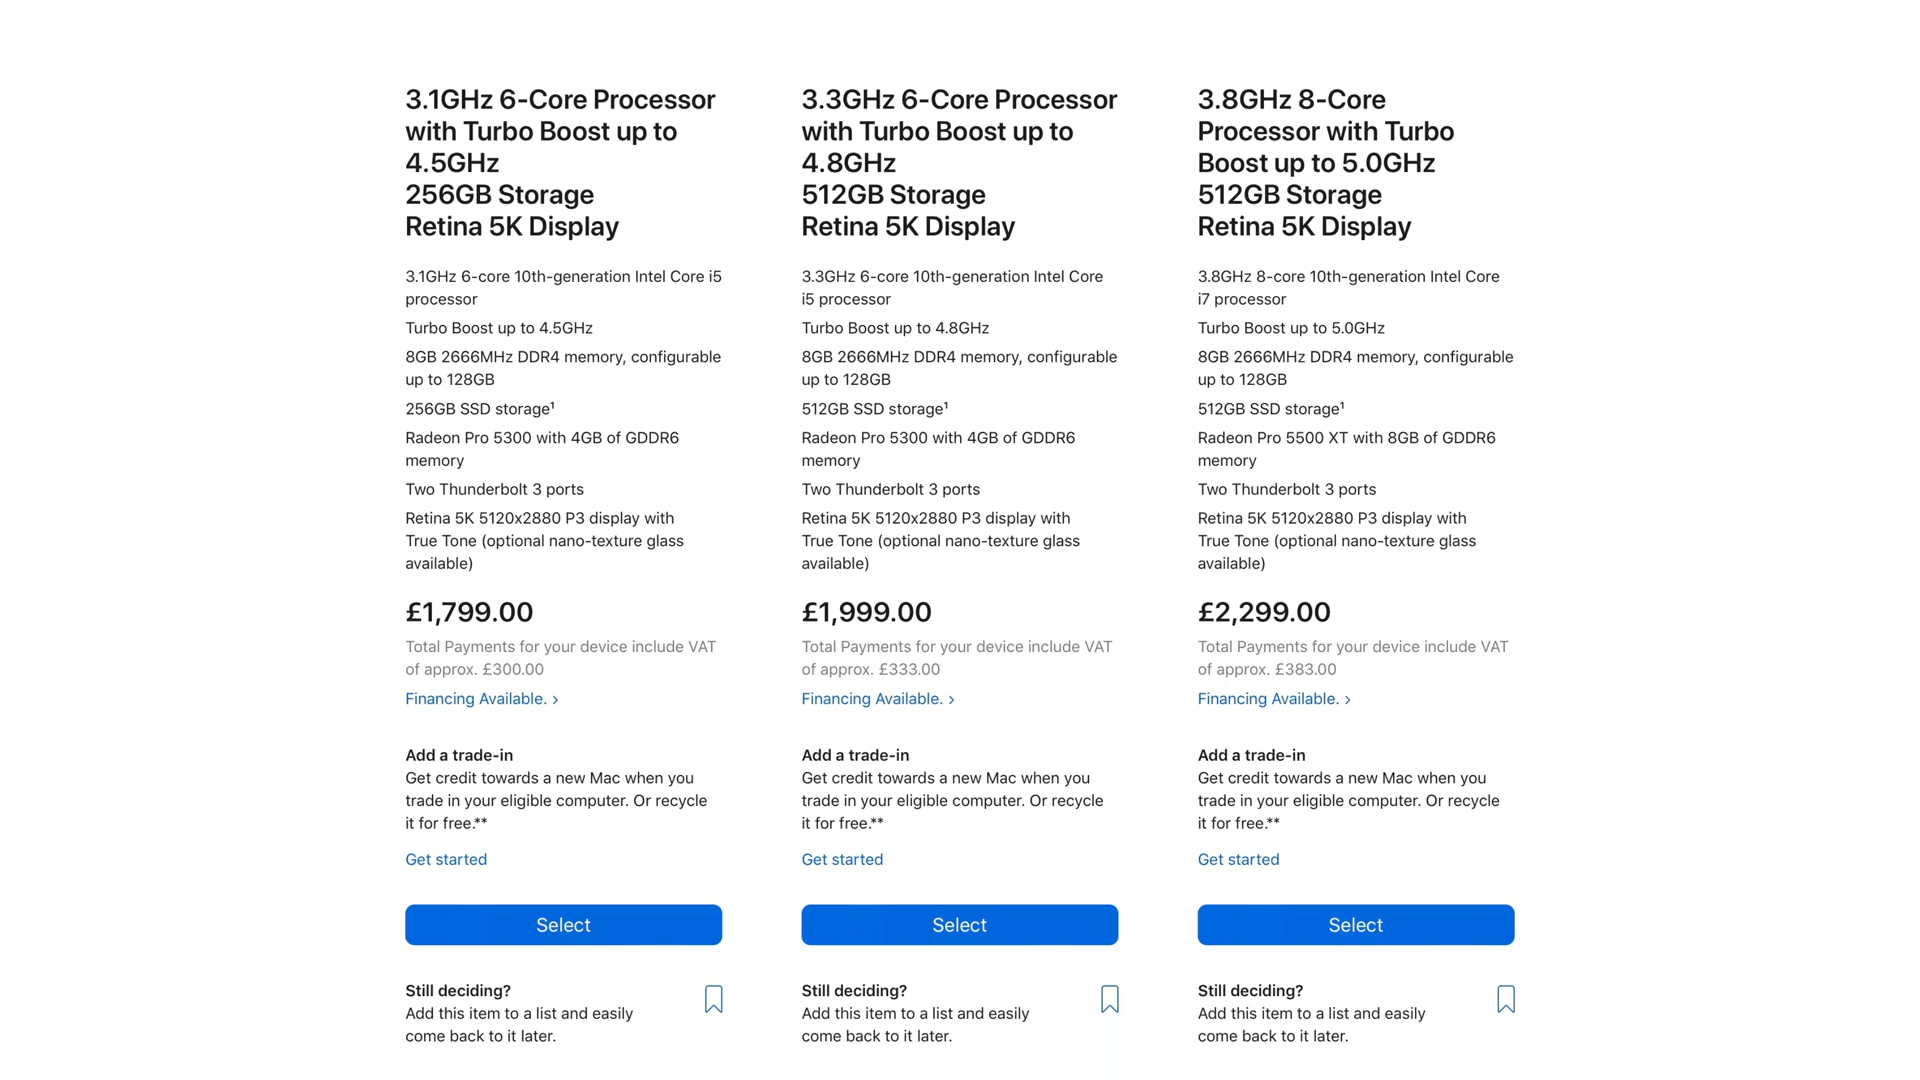 3.1GHz 6-Core Processor
with Turbo Boost up to
4.5GHz
256GB Storage
Retina 5K Display
3.1GHz 6-core 10th-generation Intel Core i5
processor
Turbo Boost up to 4.5GHz
8GB 2666MHz DDR4 memory, configurable
up to 128GB
256GB SSD storage¹
Radeon Pro 5300 with 4GB of GDDR6
memory
Two Thunderbolt 3 ports
Retina 5K 5120x2880 P3 display with
True Tone (optional nano-texture glass
available)
£1,799.00
Total Payments for your device include VAT
of approx. £300.00
Financing Available. >
Add a trade-in
Get credit towards a new Mac when you
trade in your eligible computer. Or recycle
it for free.**
Get started
Select
Still deciding?
Add this item to a list and easily
come back to it later.
3.3GHz 6-Core Processor
with Turbo Boost up to
4.8GHz
512GB Storage
Retina 5K Display
3.3GHz 6-core 10th-generation Intel Core
i5 processor
Turbo Boost up to 4.8GHz
8GB 2666MHz DDR4 memory, configurable
up to 128GB
512GB SSD storage¹
Radeon Pro 5300 with 4GB of GDDR6
memory
Two Thunderbolt 3 ports
Retina 5K 5120x2880 P3 display with
True Tone (optional nano-texture glass
available)
£1,999.00
Total Payments for your device include VAT
of approx. £333.00
Financing Available. >
Add a trade-in
Get credit towards a new Mac when you
trade in your eligible computer. Or recycle
it for free.**
Get started
Select
Still deciding?
Add this item to a list and easily
come back to it later.
3.8GHz 8-Core
Processor with Turbo
Boost up to 5.0GHz
512GB Storage
Retina 5K Display
3.8GHz 8-core 10th-generation Intel Core
i7 processor
Turbo Boost up to 5.0GHz
8GB 2666MHz DDR4 memory, configurable
up to 128GB
512GB SSD storage¹
Radeon Pro 5500 XT with 8GB of GDDR6
memory
Two Thunderbolt 3 ports
Retina 5K 5120x2880 P3 display with
True Tone (optional nano-texture glass
available)
£2,299.00
Total Payments for your device include VAT
of approx. £383.00
Financing Available. >
Add a trade-in
Get credit towards a new Mac when you
trade in your eligible computer. Or recycle
it for free.**
Get started
Select
Still deciding?
Add this item to a list and easily
come back to it later.